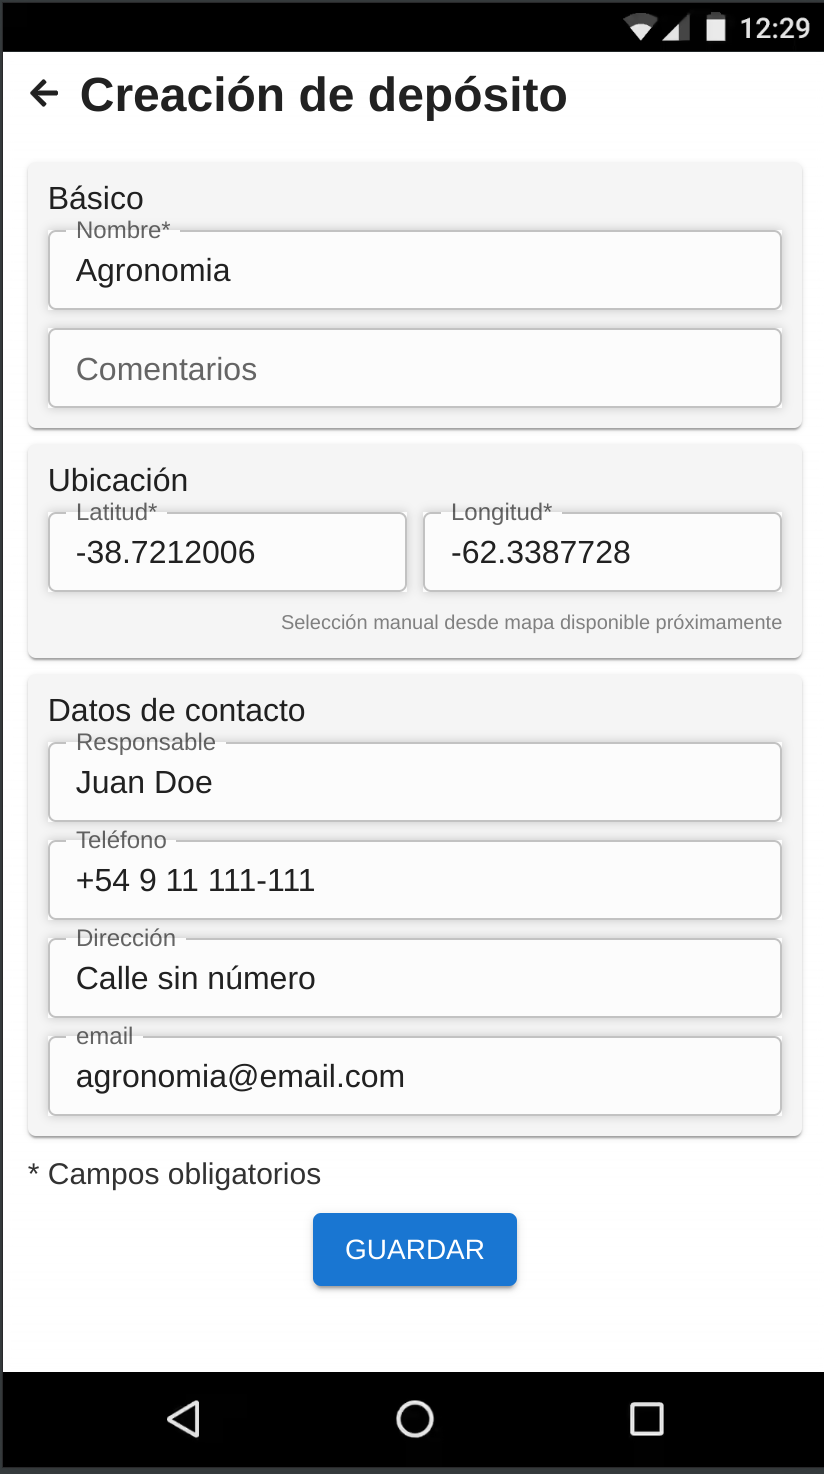 12:29
Creación de depósito
Básico
Nombre*
Agronomia
Comentarios
Ubicación
Latitud* Longitud*
-38.7212006 -62.3387728
Selección manual desde mapa disponible próximamente
Datos de contacto
Responsable
Juan Doe
Teléfono
+54 9 11 111-111
Dirección
Calle sin número
email
agronomia@email.com
* Campos obligatorios
GUARDAR